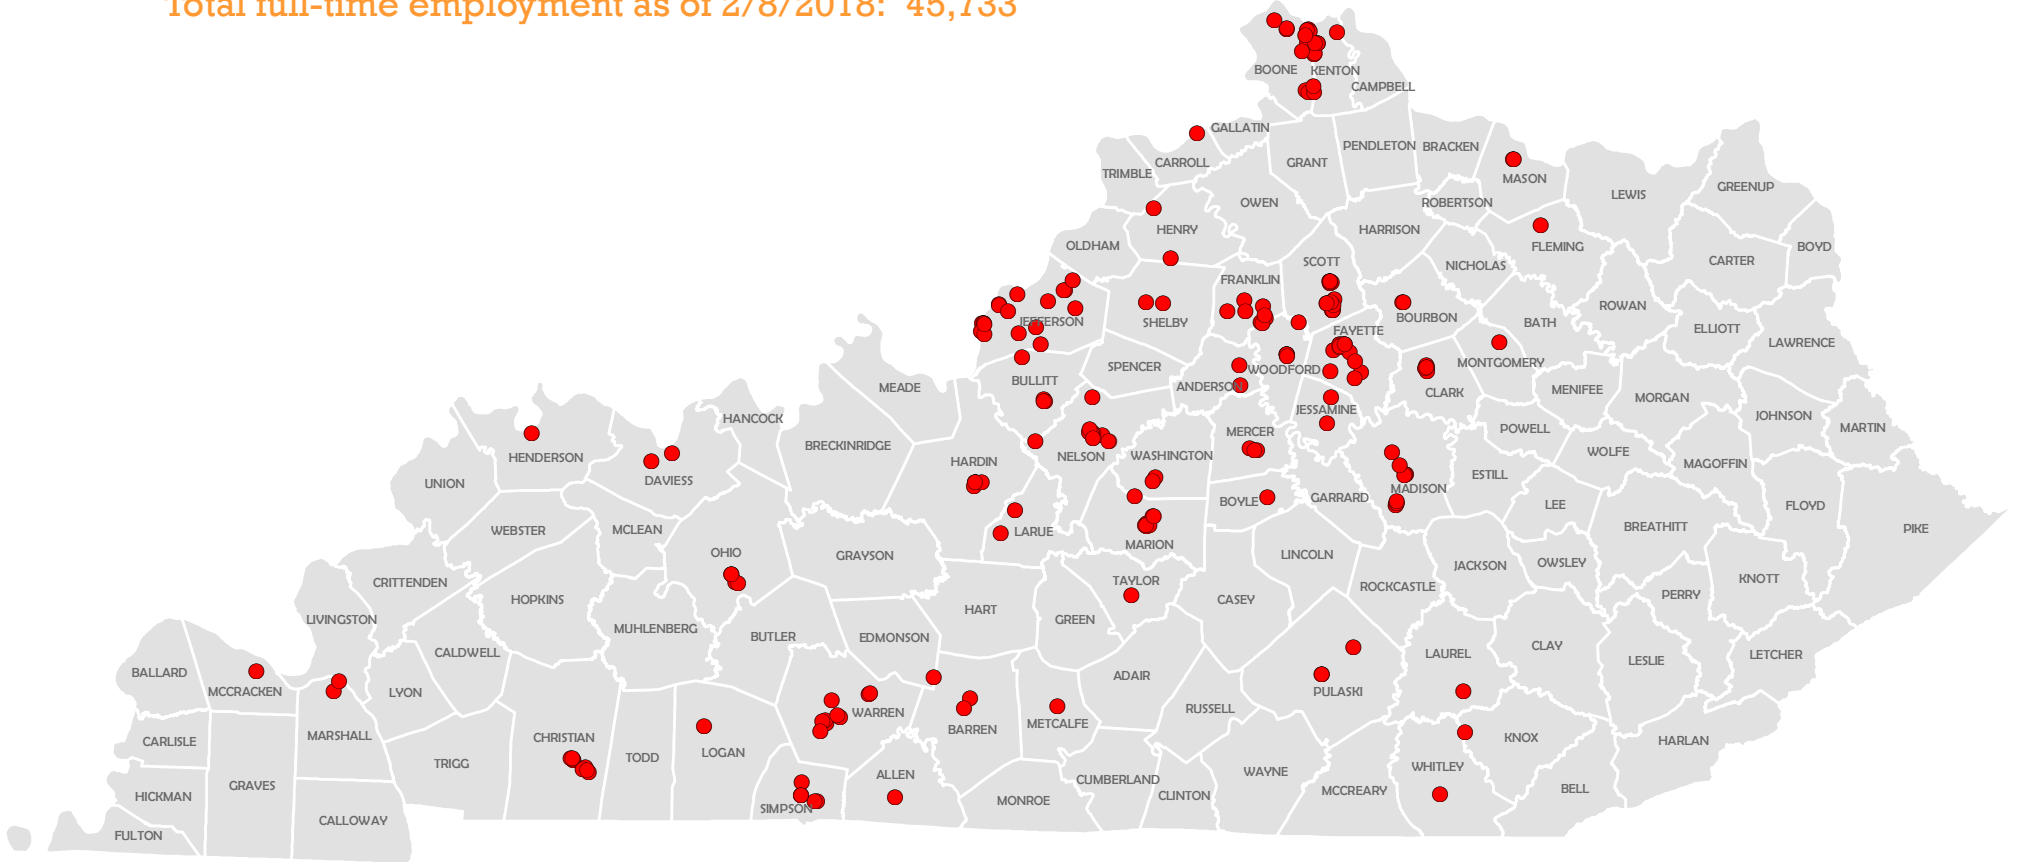 Total full-time employment as of 2/8/2018: 45,733
BOONE
KENTON
CAMPBELL
GALLATIN
CARROLL
TRIMBLE
GRANT
PENDLETON
BRACKEN
MASON
ROBERTSON
LEWIS
GREENUP
OWEN
HENRY
OLDHAM
HARRISON
FLEMING
BOYD
CARTER
NICHOLAS
SCOTT
FRANKLIN
ROWAN
ELLIOTT
LAWRENCE
JEFFERSON
SHELBY
BOURBON
BATH
FAYETTE
MONTGOMERY
WOODFORD
SPENCER
ANDERSON
CLARK
MENIFEE
MORGAN
JOHNSON
MARTIN
BULLITT
MEADE
HANCOCK
JESSAMINE
POWELL
WOLFE
MAGOFFIN
FLOYD
PIKE
BRECKINRIDGE
HENDERSON
UNION
DAVIESS
HARDIN
NELSON
WASHINGTON
MERCER
MADISON
ESTILL
LEE
BREATHITT
BOYLE
GARRARD
WEBSTER
MCLEAN
OHIO
GRAYSON
LARUE
MARION
LINCOLN
JACKSON
OWSLEY
KNOTT
PERRY
CRITTENDEN
HOPKINS
LIVINGSTON
MUHLENBERG
BUTLER
EDMONSON
HART
GREEN
TAYLOR
CASEY
ROCKCASTLE
CLAY
LAUREL
LESLIE
LETCHER
BALLARD
MCCRACKEN
CALDWELL
LYON
WARREN
BARREN
METCALFE
ADAIR
RUSSELL
PULASKI
KNOX
HARLAN
CARLISLE
MARSHALL
TRIGG
CHRISTIAN
TODD
LOGAN
SIMPSON
ALLEN
MONROE
CUMBERLAND
CLINTON
WAYNE
MCCREARY
WHITLEY
BELL
HICKMAN
GRAVES
CALLOWAY
FULTON